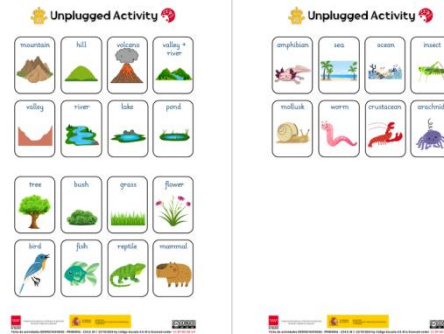 Unplugged Activity
mountain hill volcano valley + river
valley river lake pond
tree bush grass flower
bird fish reptile mammal
Unplugged Activity
amphibian sea ocean insect
mollusk worm crustacean arachnid